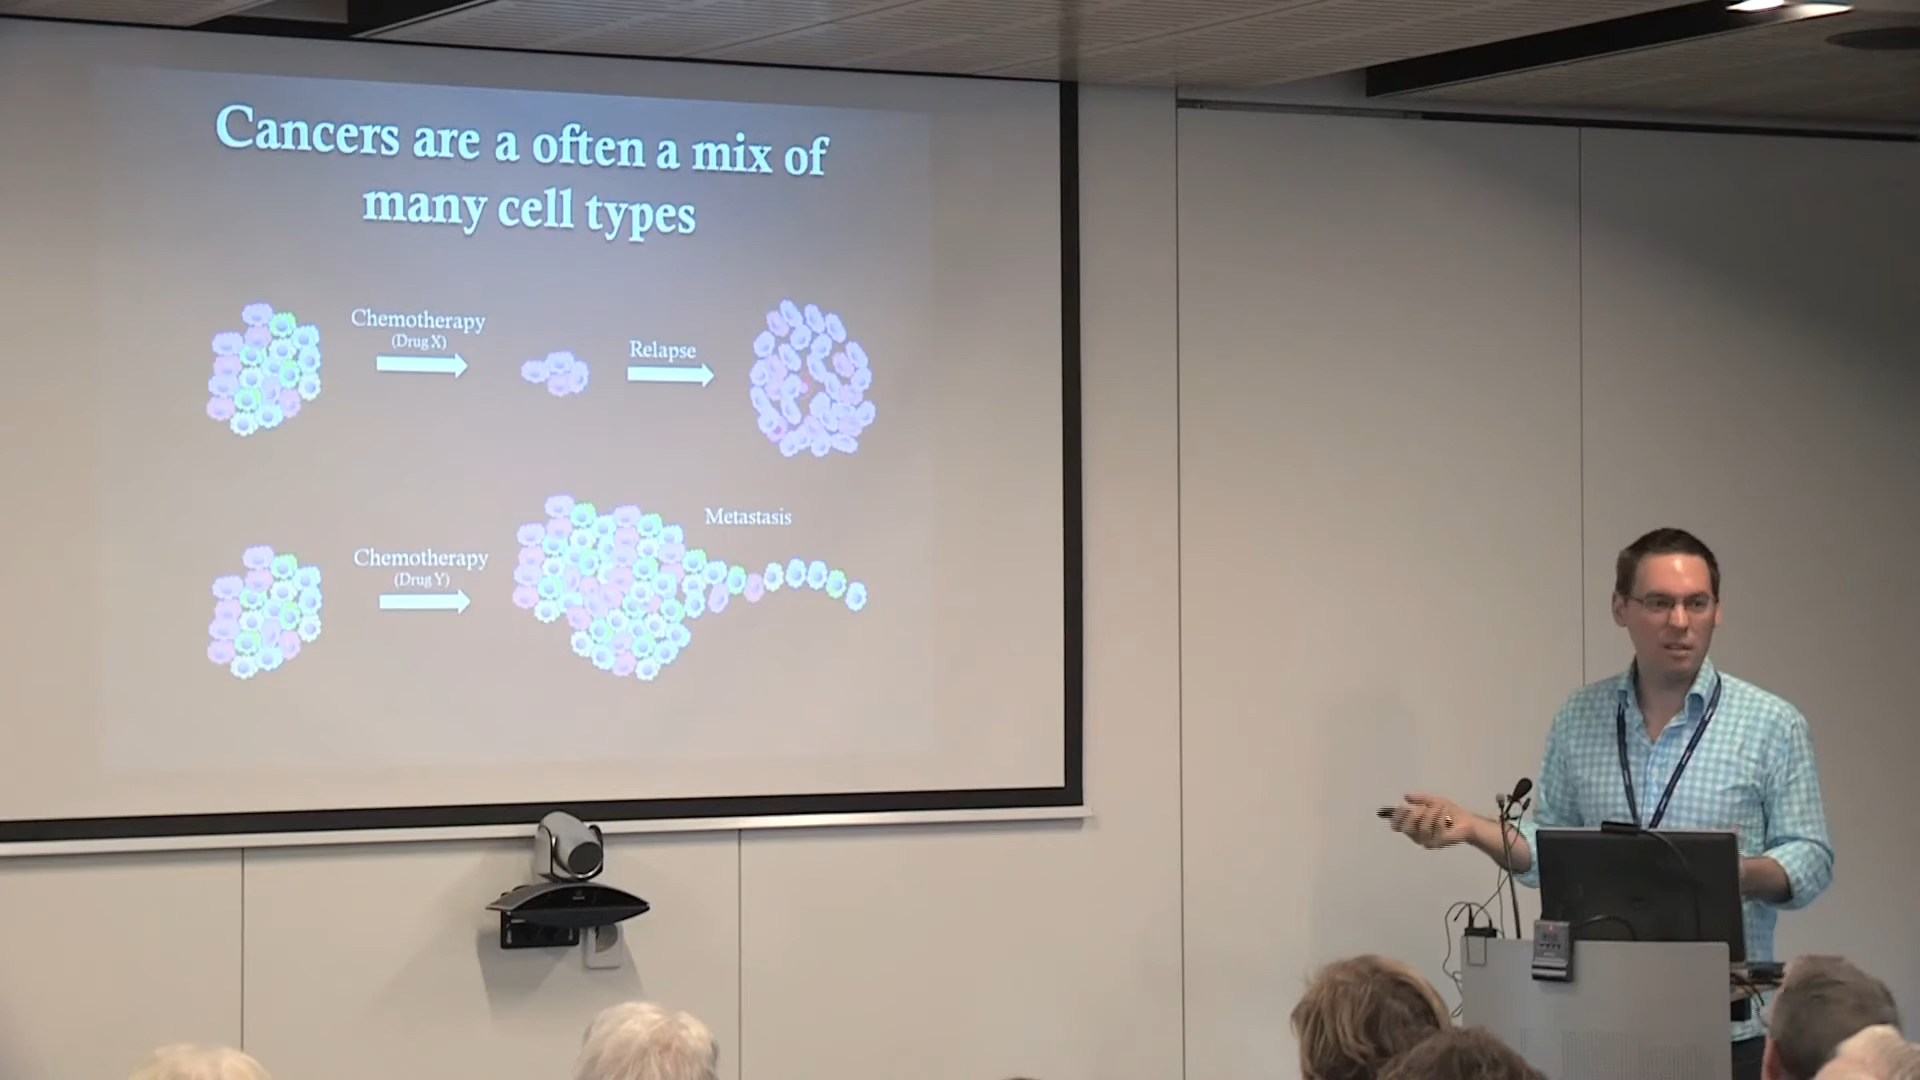 Cancers are a often a mix of
many cell types
Chemotherapy
(Drug X)
Relapse
Metastasis
Chemotherapy
(Drug Y)